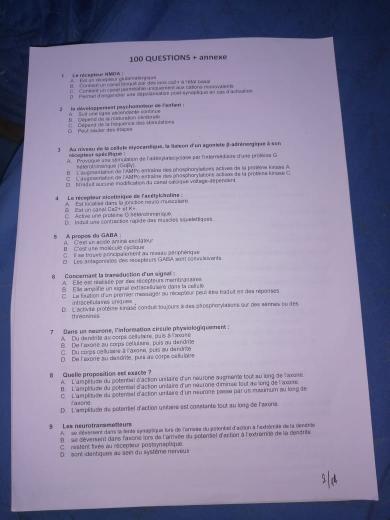 100 QUESTIONS + annexe
1 Le récepteur NMDA :
A. Est un récepteur glutamatergique
B. Contient un canal bloqué par des ions ca2+ à l'état basal
C. Contient un canal perméable uniquement aux cations monovalents
D. Permet d'engendrer une dépolarisation post-synaptique en cas d'activation
2 le développement psychomoteur de l'enfant :
A. Suit une ligne ascendante continue
B. Dépend de la maturation cérébrale
C. Dépend de la fréquence des stimulations
D. Peut sauter des étapes
3 Au niveau de la cellule myocardique, la liaison d'un agoniste β-adrénergique à son
récepteur spécifique :
A. Provoque une stimulation de l'adénylatecyclase par l'intermédiaire d'une protéine G
hétérotrimérique (Gαβγ).
B. L'augmentation de l'AMPc entraîne des phosphorylations actives de la protéine kinase A.
C. L'augmentation de l'AMPc entraîne des phosphorylations actives de la protéine kinase C.
D. N'induit aucune modification du canal calcique voltage-dépendant.
4 Le récepteur nicotinique de l'acétylcholine :
A. Est localisé dans la jonction neuro musculaire.
B. Est un canal Ca2+ et K+.
C. Active une protéine G hétérotrimérique.
D. Induit une contraction rapide des muscles squelettiques.
5 A propos du GABA :
A. C'est un acide aminé excitateur
B. C'est une molécule cyclique
C. Il se trouve principalement au niveau périphérique
D. Les antagonistes des récepteurs GABA sont convulsivants.
6 Concernant la transduction d'un signal :
A. Elle est réalisée par des récepteurs membranaires
B. Elle amplifie un signal extracellulaire dans la cellule
C. La fixation d'un premier messager au récepteur peut être traduit en des réponses
intracellulaires uniques
D. L'activité protéine kinase conduit toujours à des phosphorylations sur des sérines ou des
thréonines.
7 Dans un neurone, l'information circule physiologiquement :
A. Du dendrite au corps cellulaire, puis à l'axone
B. De l'axone au corps cellulaire, puis au dendrite
C. Du corps cellulaire à l'axone, puis au dendrite
D. De l'axone au dendrite, puis au corps cellulaire
8 Quelle proposition est exacte ?
A. L'amplitude du potentiel d'action unitaire d'un neurone augmente tout au long de l'axone.
B. L'amplitude du potentiel d'action unitaire d'un neurone diminue tout au long de l'axone.
C. L'amplitude du potentiel d'action unitaire d'un neurone passe par un maximum au long de
l'axone.
D. L'amplitude du potentiel d'action unitaire est constante tout au long de l'axone.
9 Les neurotransmetteurs
A. se déversent dans la fente synaptique lors de l'arrivée du potentiel d'action à l'extrémité de la dendrite
B. se déversent dans l'axone lors de l'arrivée du potentiel d'action à l'extrémité de la dendrite
C. restent fixés au récepteur postsynaptique.
D. sont identiques au sein du système nerveux